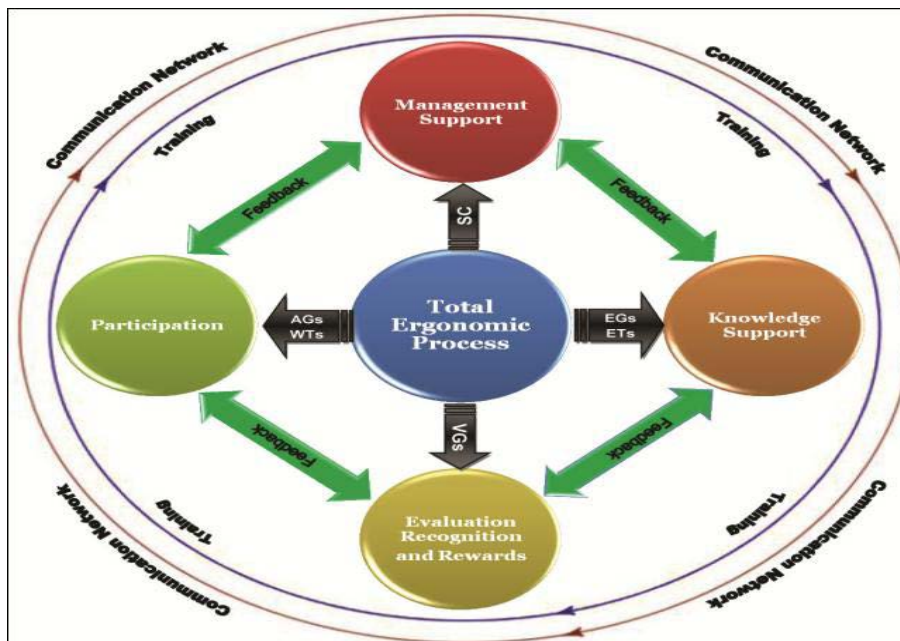 Communication Network
Communication Network
Training
Training
Management
Support
Feedback
Feedback
SC
Participation
AGs
WTs
Total
Ergonomic
Process
EGs
ETs
Knowledge
Support
VGs
Feedback
Feedback
Evaluation
Recognition
and Rewards
Training
Training
Communication Network
Communication Network